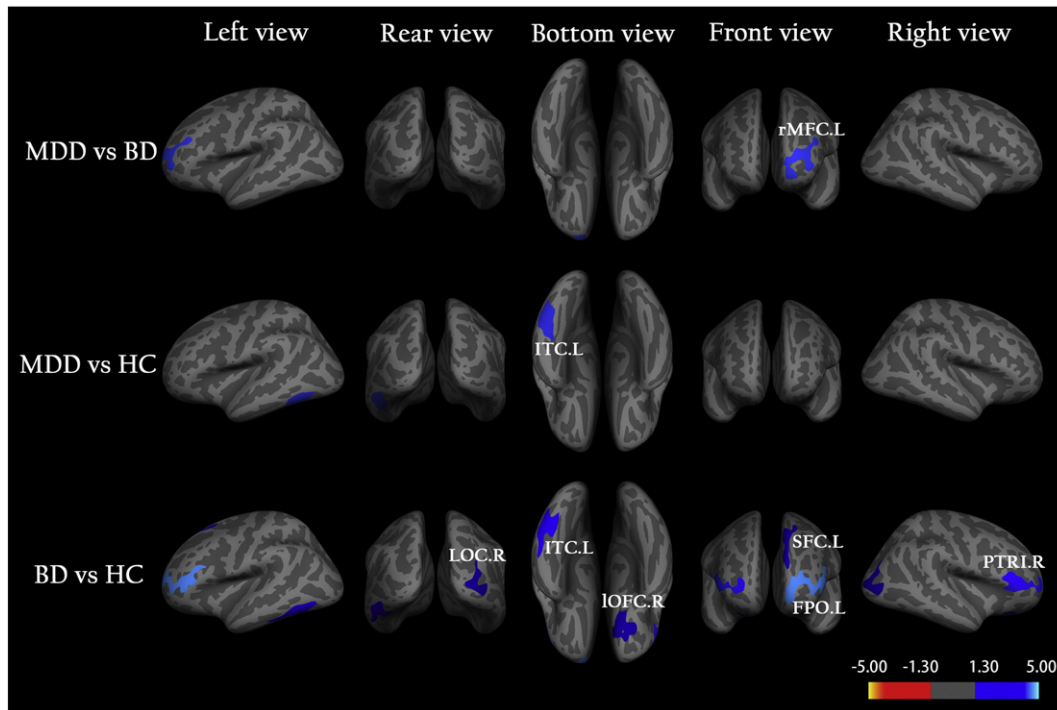 Left view Rear view Bottom view Front view Right view
MDD vs BD
rMFC.L
MDD vs HC
ITC.L
BD vs HC
LOC.R
ITC.L
lOFC.R
SFC.L
FPO.L
PTRI.R
-5.00 -1.30 1.30 5.00